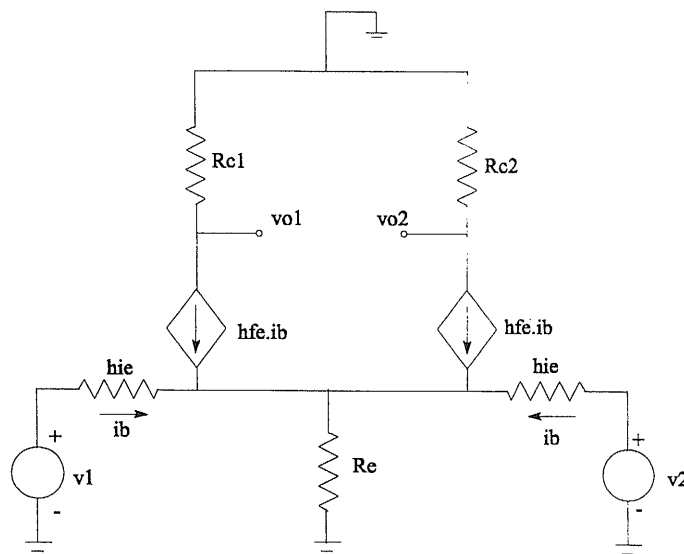 Rc1
Rc2
vo1
vo2
hfe.ib
hfe.ib
hie
hie
ib
ib
+
+
v1
Re
v2
-
-